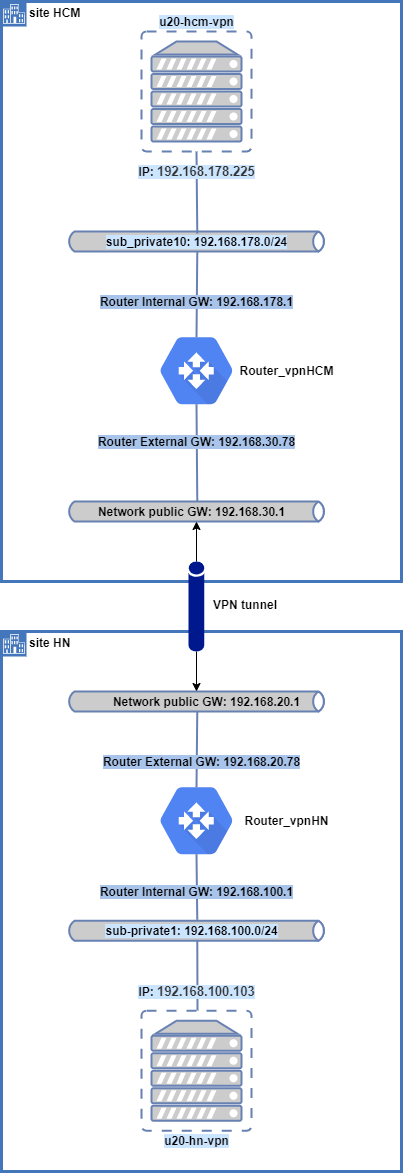 site HCM
u20-hcm-vpn
IP: 192.168.178.225
sub_private10: 192.168.178.0/24
Router Internal GW: 192.168.178.1
Router_vpnHCM
Router External GW: 192.168.30.78
Network public GW: 192.168.30.1
VPN tunnel
site HN
Network public GW: 192.168.20.1
Router External GW: 192.168.20.78
Router_vpnHN
Router Internal GW: 192.168.100.1
sub-private1: 192.168.100.0/24
IP: 192.168.100.103
u20-hn-vpn